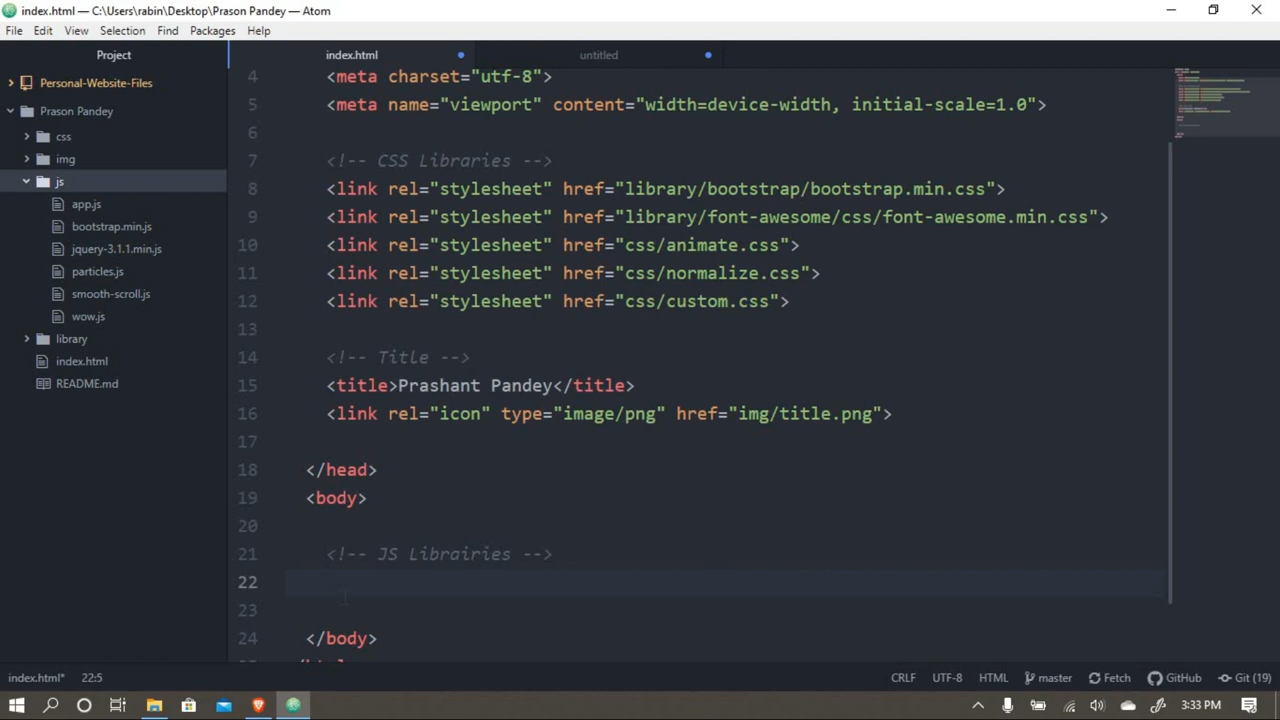 index.html — C:\Users\rabin\Desktop\Prason Pandey — Atom
File Edit View Selection Find Packages Help
Project
index.html
untitled
Personal-Website-Files
Prason Pandey
css
img
js
app.js
bootstrap.min.js
jquery-3.1.1.min.js
particles.js
smooth-scroll.js
wow.js
library
index.html
README.md
4 <meta charset="utf-8">
5 <meta name="viewport" content="width=device-width, initial-scale=1.0">
6
7 <!-- CSS Libraries -->
8 <link rel="stylesheet" href="library/bootstrap/bootstrap.min.css">
9 <link rel="stylesheet" href="library/font-awesome/css/font-awesome.min.css">
10 <link rel="stylesheet" href="css/animate.css">
11 <link rel="stylesheet" href="css/normalize.css">
12 <link rel="stylesheet" href="css/custom.css">
13
14 <!-- Title -->
15 <title>Prashant Pandey</title>
16 <link rel="icon" type="image/png" href="img/title.png">
17
18 </head>
19 <body>
20
21 <!-- JS Librairies -->
22
23
24 </body>
index.html* 22:5 CRLF UTF-8 HTML master Fetch GitHub Git (19)
3:33 PM